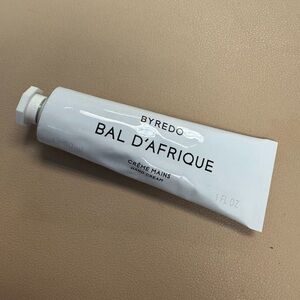 BYREDO
BAL D'AFRIQUE
CRÈME MAINS
HAND CREAM
1 FL OZ